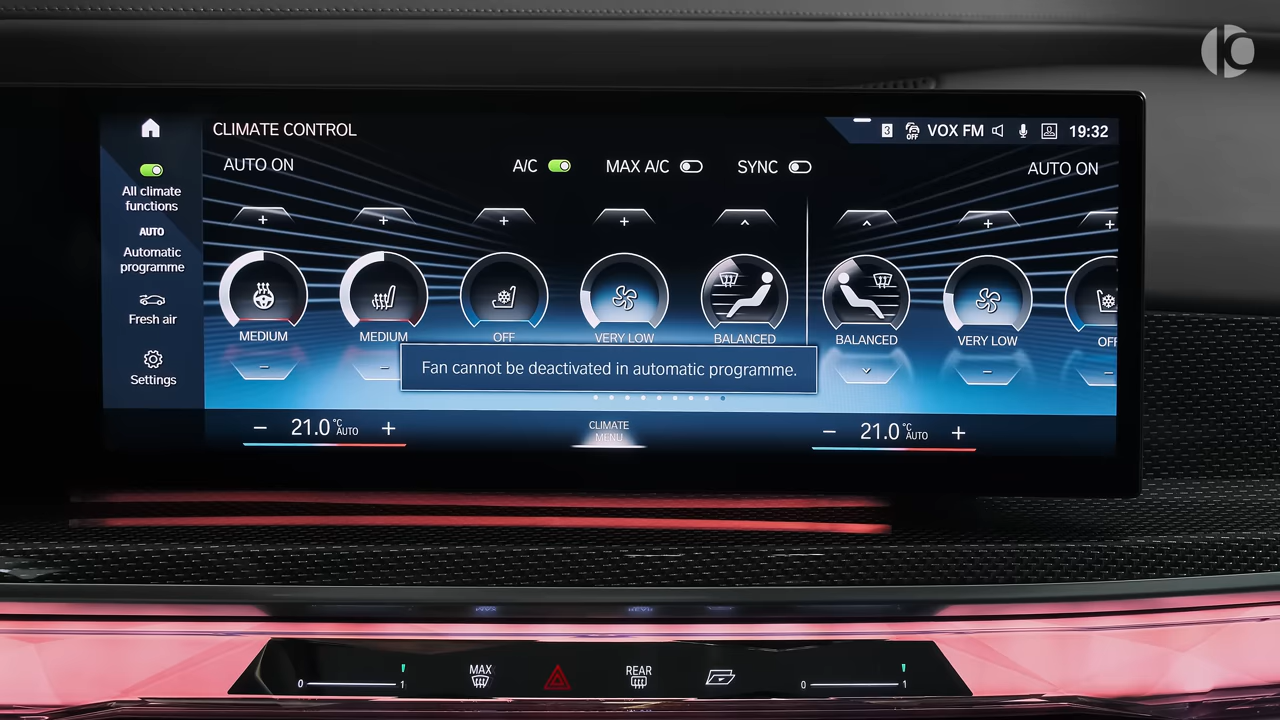 CLIMATE CONTROL
3 OFF VOX FM 19:32
AUTO ON
A/C
MAX A/C
SYNC
AUTO ON
All climate
functions
AUTO
Automatic
programme
Fresh air
Settings
MEDIUM
MEDIUM
OFF
VERY LOW
BALANCED
BALANCED
VERY LOW
OFF
Fan cannot be deactivated in automatic programme.
− 21.0 °C AUTO +
CLIMATE
MENU
− 21.0 °C AUTO +
0 1
MAX
REAR
0 1